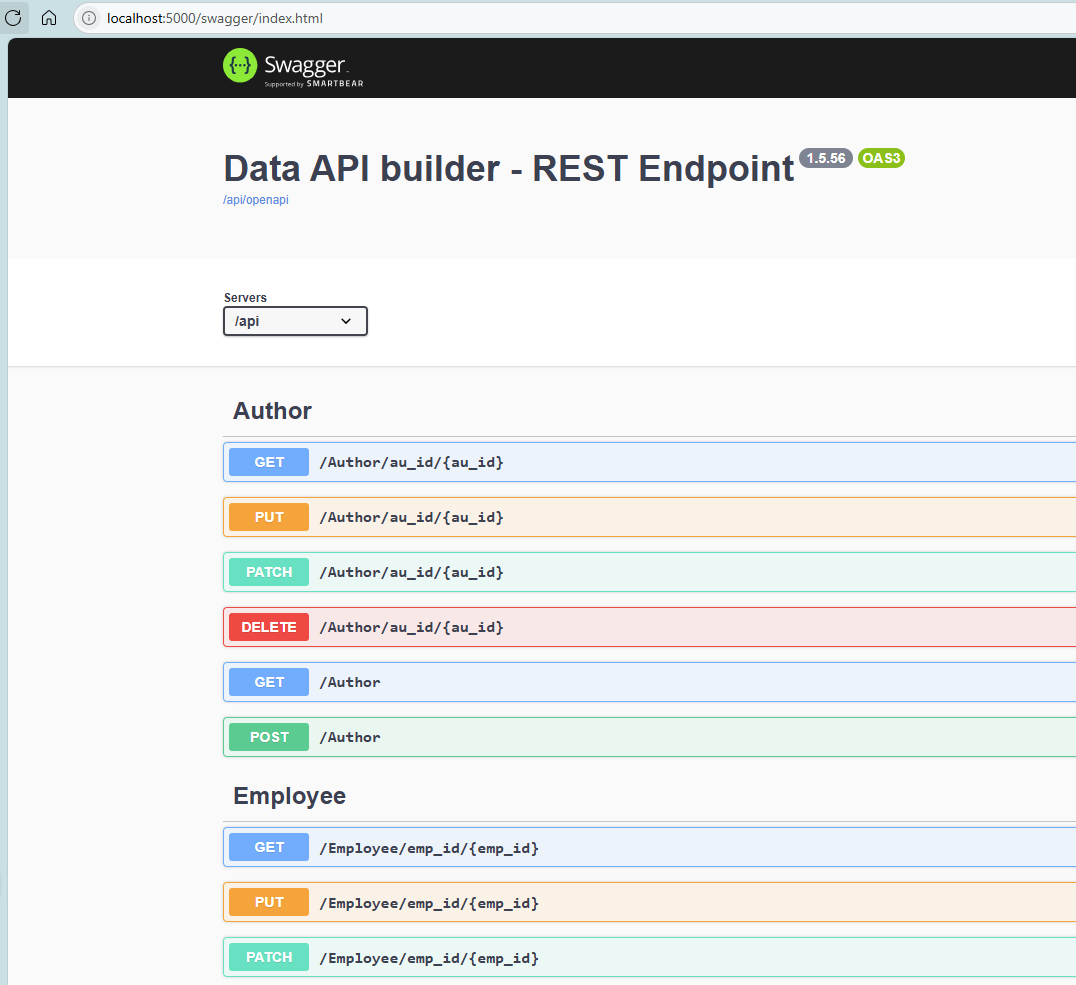 localhost:5000/swagger/index.html
{···} Swagger.
Supported by SMARTBEAR
Data API builder - REST Endpoint 1.5.56 OAS3
/api/openapi
Servers
/api
Author
GET /Author/au_id/{au_id}
PUT /Author/au_id/{au_id}
PATCH /Author/au_id/{au_id}
DELETE /Author/au_id/{au_id}
GET /Author
POST /Author
Employee
GET /Employee/emp_id/{emp_id}
PUT /Employee/emp_id/{emp_id}
PATCH /Employee/emp_id/{emp_id}